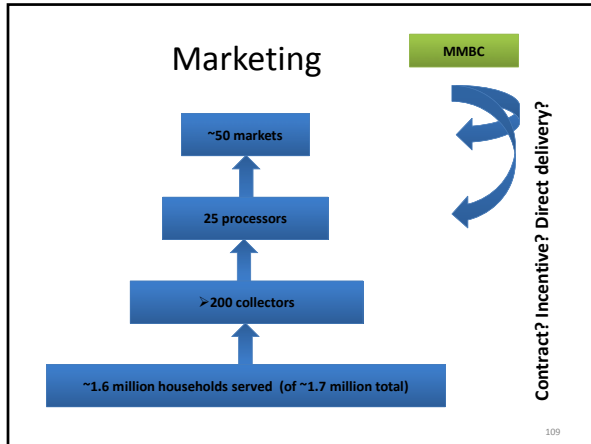 Marketing
MMBC
~50 markets
25 processors
➢200 collectors
~1.6 million households served (of ~1.7 million total)
Contract? Incentive? Direct delivery?
109